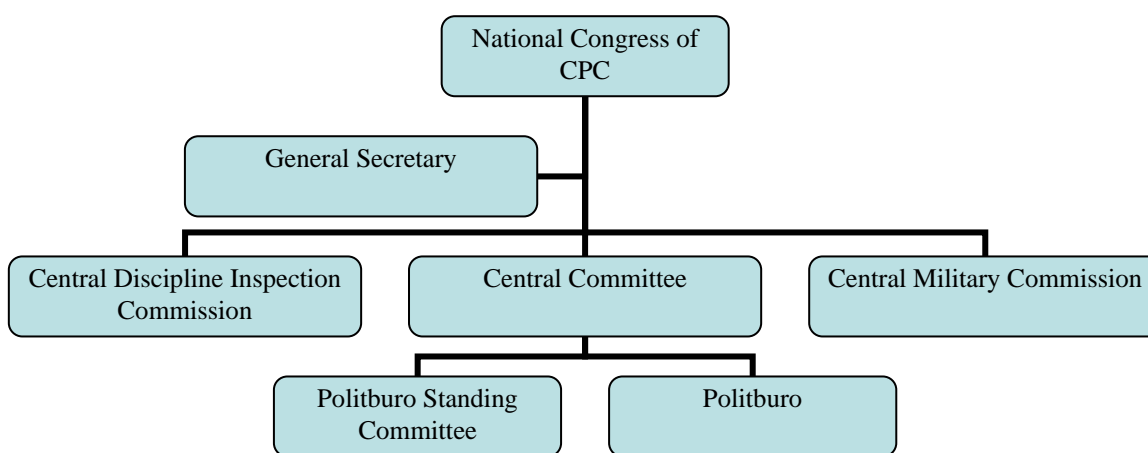 National Congress of
CPC
General Secretary
Central Discipline Inspection
Commission
Central Committee
Central Military Commission
Politburo Standing
Committee
Politburo